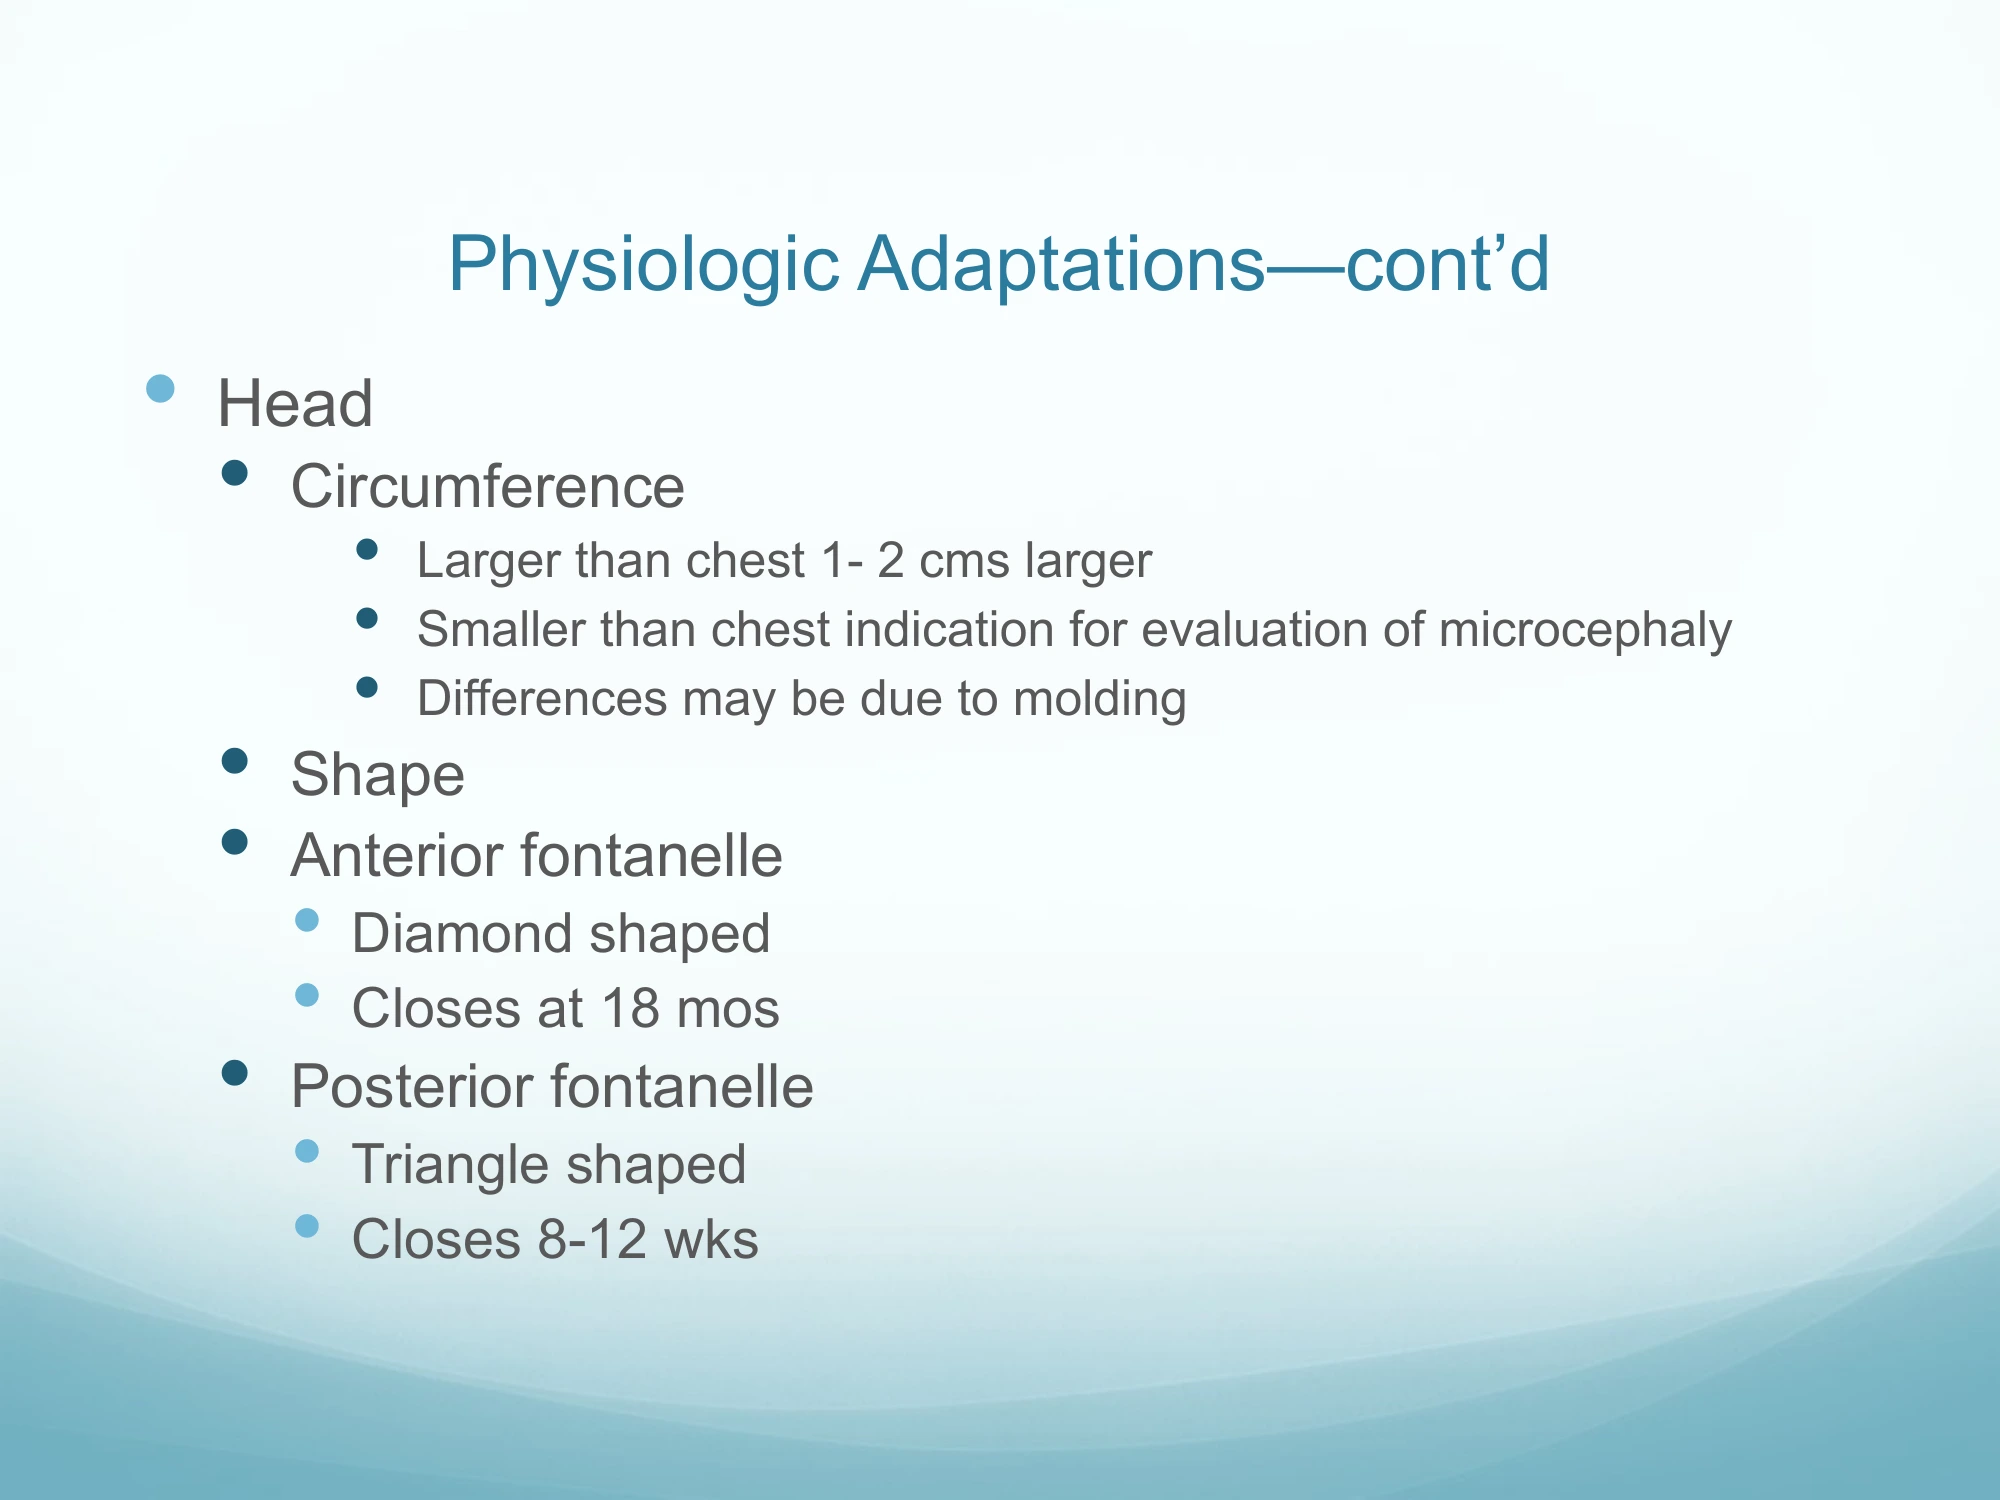 Physiologic Adaptations—cont’d
Head
Circumference
Larger than chest 1- 2 cms larger
Smaller than chest indication for evaluation of microcephaly
Differences may be due to molding
Shape
Anterior fontanelle
Diamond shaped
Closes at 18 mos
Posterior fontanelle
Triangle shaped
Closes 8-12 wks